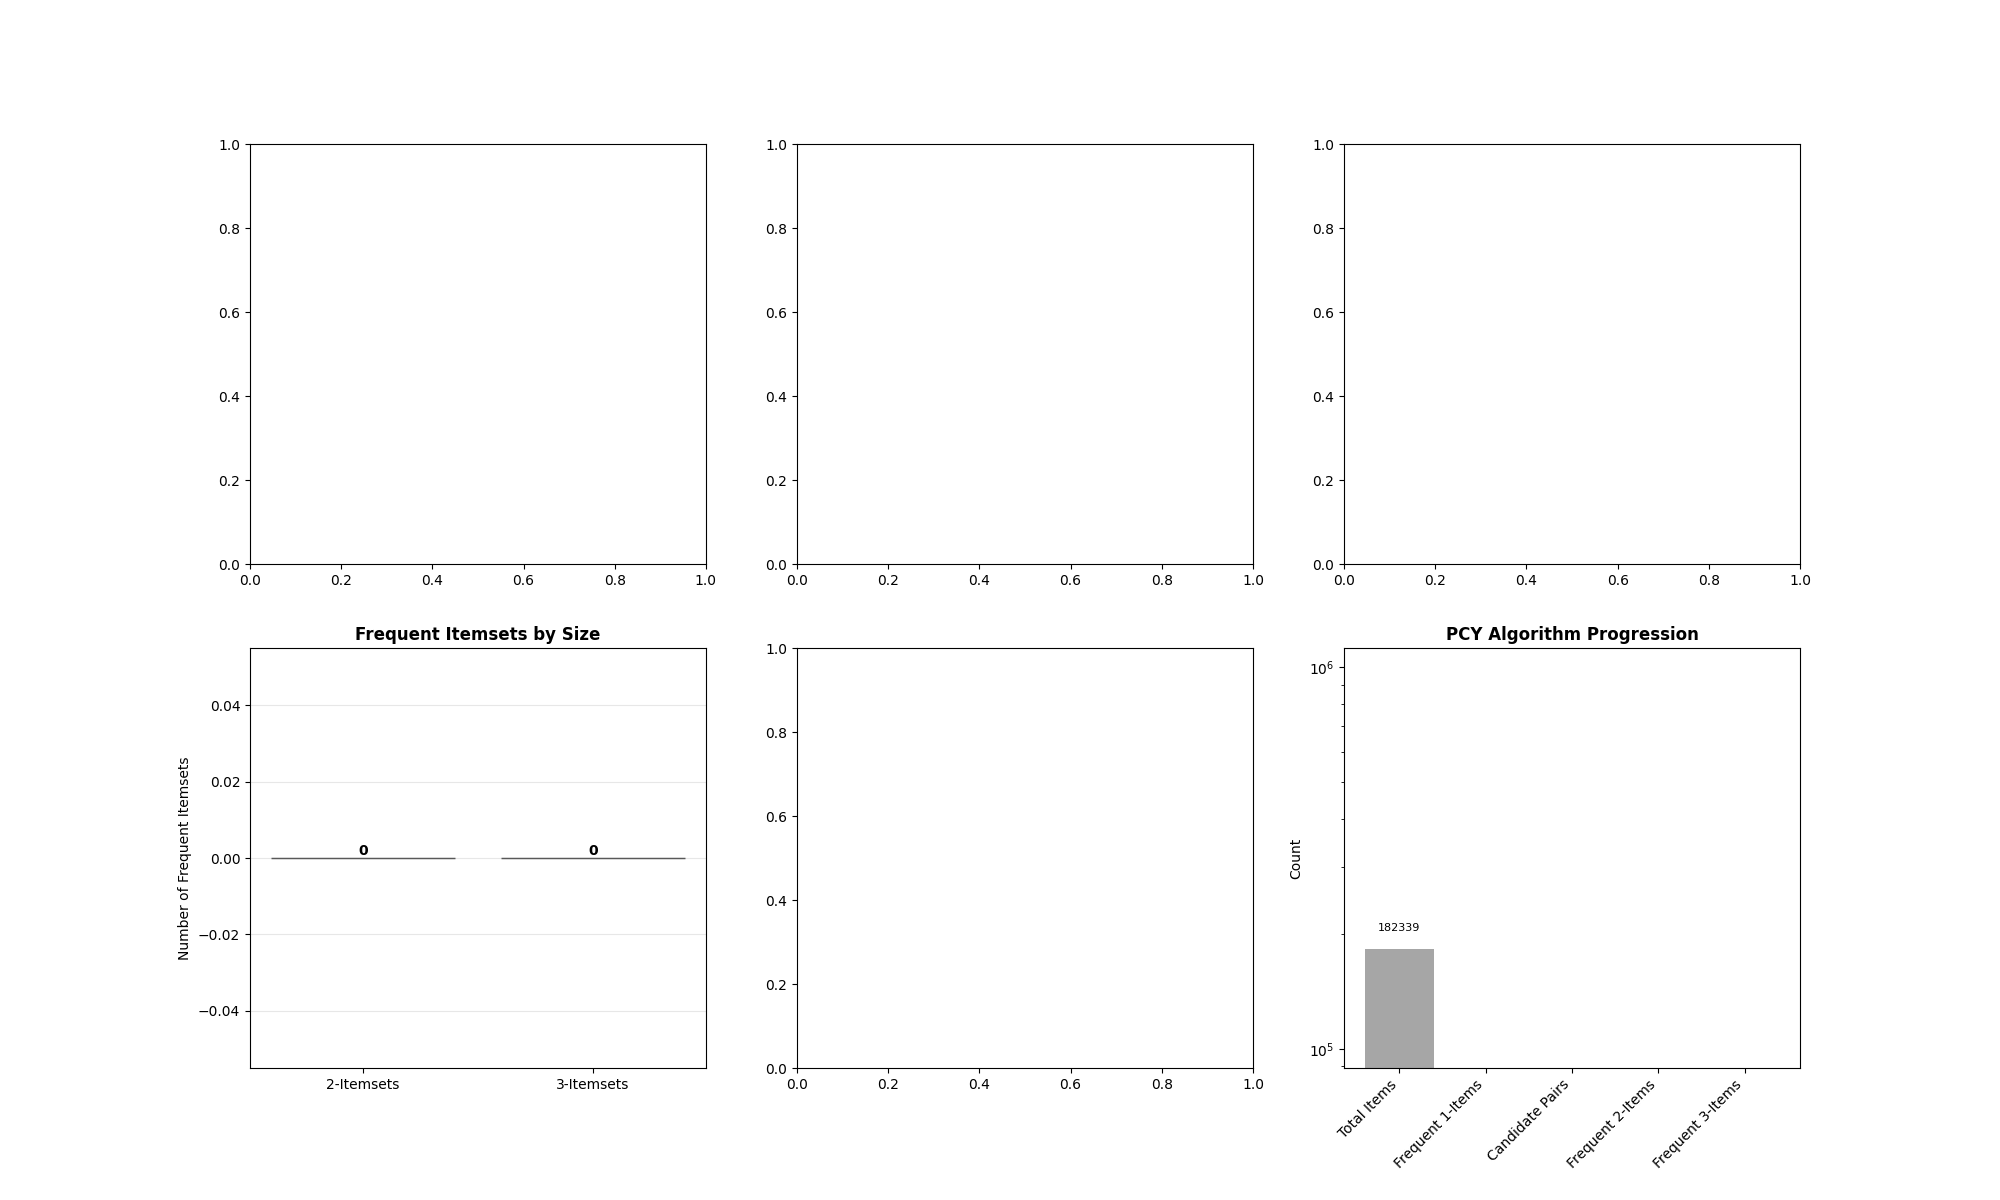 1.0
0.8
0.6
0.4
0.2
0.0
0.0 0.2 0.4 0.6 0.8 1.0
1.0
0.8
0.6
0.4
0.2
0.0
0.0 0.2 0.4 0.6 0.8 1.0
1.0
0.8
0.6
0.4
0.2
0.0
0.0 0.2 0.4 0.6 0.8 1.0
Frequent Itemsets by Size
Number of Frequent Itemsets
0.04
0.02
0.00
−0.02
−0.04
0 0
2-Itemsets 3-Itemsets
1.0
0.8
0.6
0.4
0.2
0.0
0.0 0.2 0.4 0.6 0.8 1.0
PCY Algorithm Progression
Count
10⁶
10⁵
182339
Total Items
Frequent 1-Items
Candidate Pairs
Frequent 2-Items
Frequent 3-Items